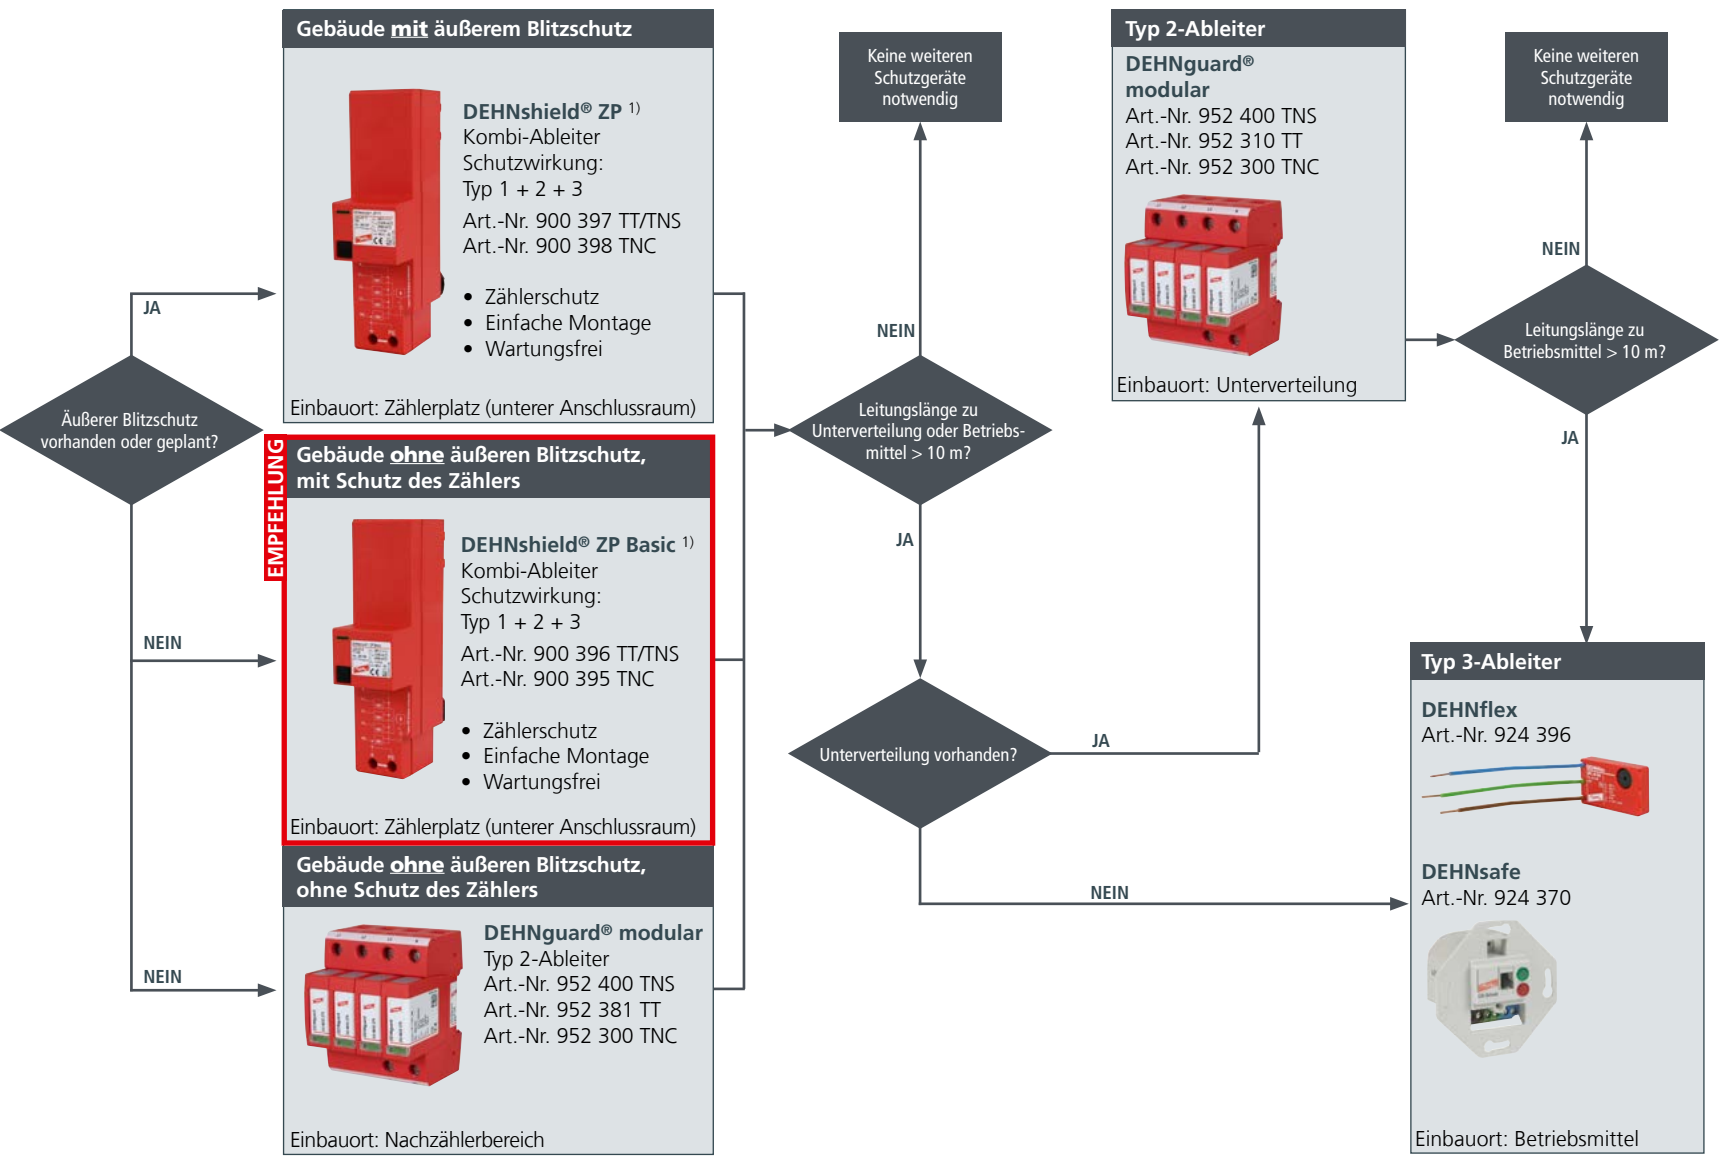 Äußerer Blitzschutz
vorhanden oder geplant?
JA
NEIN
NEIN
Gebäude mit äußerem Blitzschutz
DEHNshield® ZP 1)
Kombi-Ableiter
Schutzwirkung:
Typ 1 + 2 + 3
Art.-Nr. 900 397 TT/TNS
Art.-Nr. 900 398 TNC
• Zählerschutz
• Einfache Montage
• Wartungsfrei
Einbauort: Zählerplatz (unterer Anschlussraum)
EMPFEHLUNG
Gebäude ohne äußeren Blitzschutz,
mit Schutz des Zählers
DEHNshield® ZP Basic 1)
Kombi-Ableiter
Schutzwirkung:
Typ 1 + 2 + 3
Art.-Nr. 900 396 TT/TNS
Art.-Nr. 900 395 TNC
• Zählerschutz
• Einfache Montage
• Wartungsfrei
Einbauort: Zählerplatz (unterer Anschlussraum)
Gebäude ohne äußeren Blitzschutz,
ohne Schutz des Zählers
DEHNguard® modular
Typ 2-Ableiter
Art.-Nr. 952 400 TNS
Art.-Nr. 952 381 TT
Art.-Nr. 952 300 TNC
Einbauort: Nachzählerbereich
Keine weiteren
Schutzgeräte
notwendig
NEIN
Leitungslänge zu
Unterverteilung oder Betriebs-
mittel > 10 m?
JA
Unterverteilung vorhanden?
JA
NEIN
Typ 2-Ableiter
DEHNguard®
modular
Art.-Nr. 952 400 TNS
Art.-Nr. 952 310 TT
Art.-Nr. 952 300 TNC
Einbauort: Unterverteilung
Keine weiteren
Schutzgeräte
notwendig
NEIN
Leitungslänge zu
Betriebsmittel > 10 m?
JA
Typ 3-Ableiter
DEHNflex
Art.-Nr. 924 396
DEHNsafe
Art.-Nr. 924 370
Einbauort: Betriebsmittel